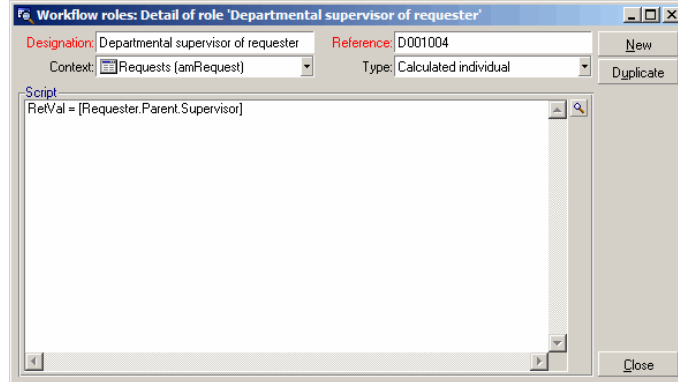 Workflow roles: Detail of role 'Departmental supervisor of requester'
Designation: Departmental supervisor of requester Reference: D001004 New
Context: Requests (amRequest) Type: Calculated individual Duplicate
Script
RetVal = [Requester.Parent.Supervisor]
Close